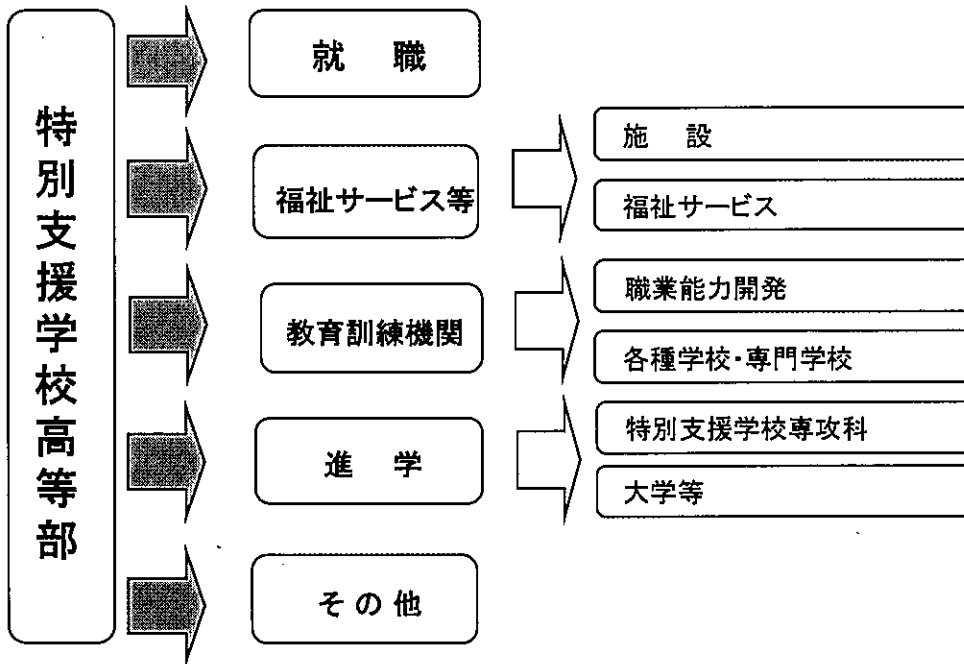 特別支援学校高等部
就　職
福祉サービス等
施　設
福祉サービス
教育訓練機関
職業能力開発
各種学校・専門学校
進　学
特別支援学校専攻科
大学等
その他